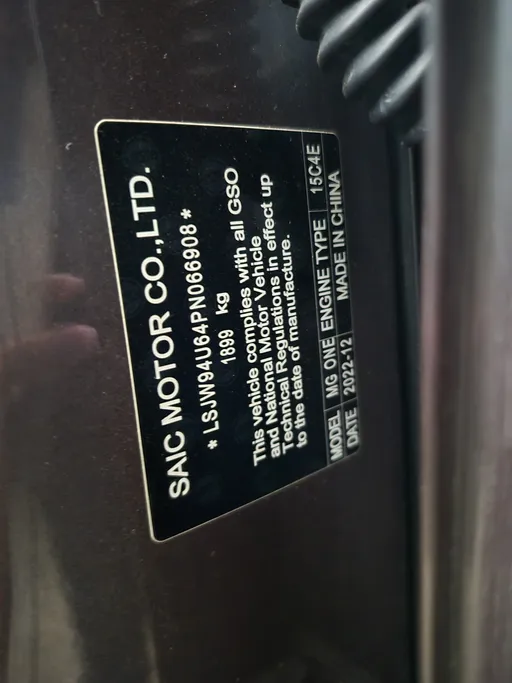 SAIC MOTOR CO.,LTD.
* LSJW94U64PN066908 *
1899 kg
This vehicle complies with all GSO
and National Motor Vehicle
Technical Regulations in effect up
to the date of manufacture.
MODEL MG ONE ENGINE TYPE 15C4E
DATE 2022-12 MADE IN CHINA